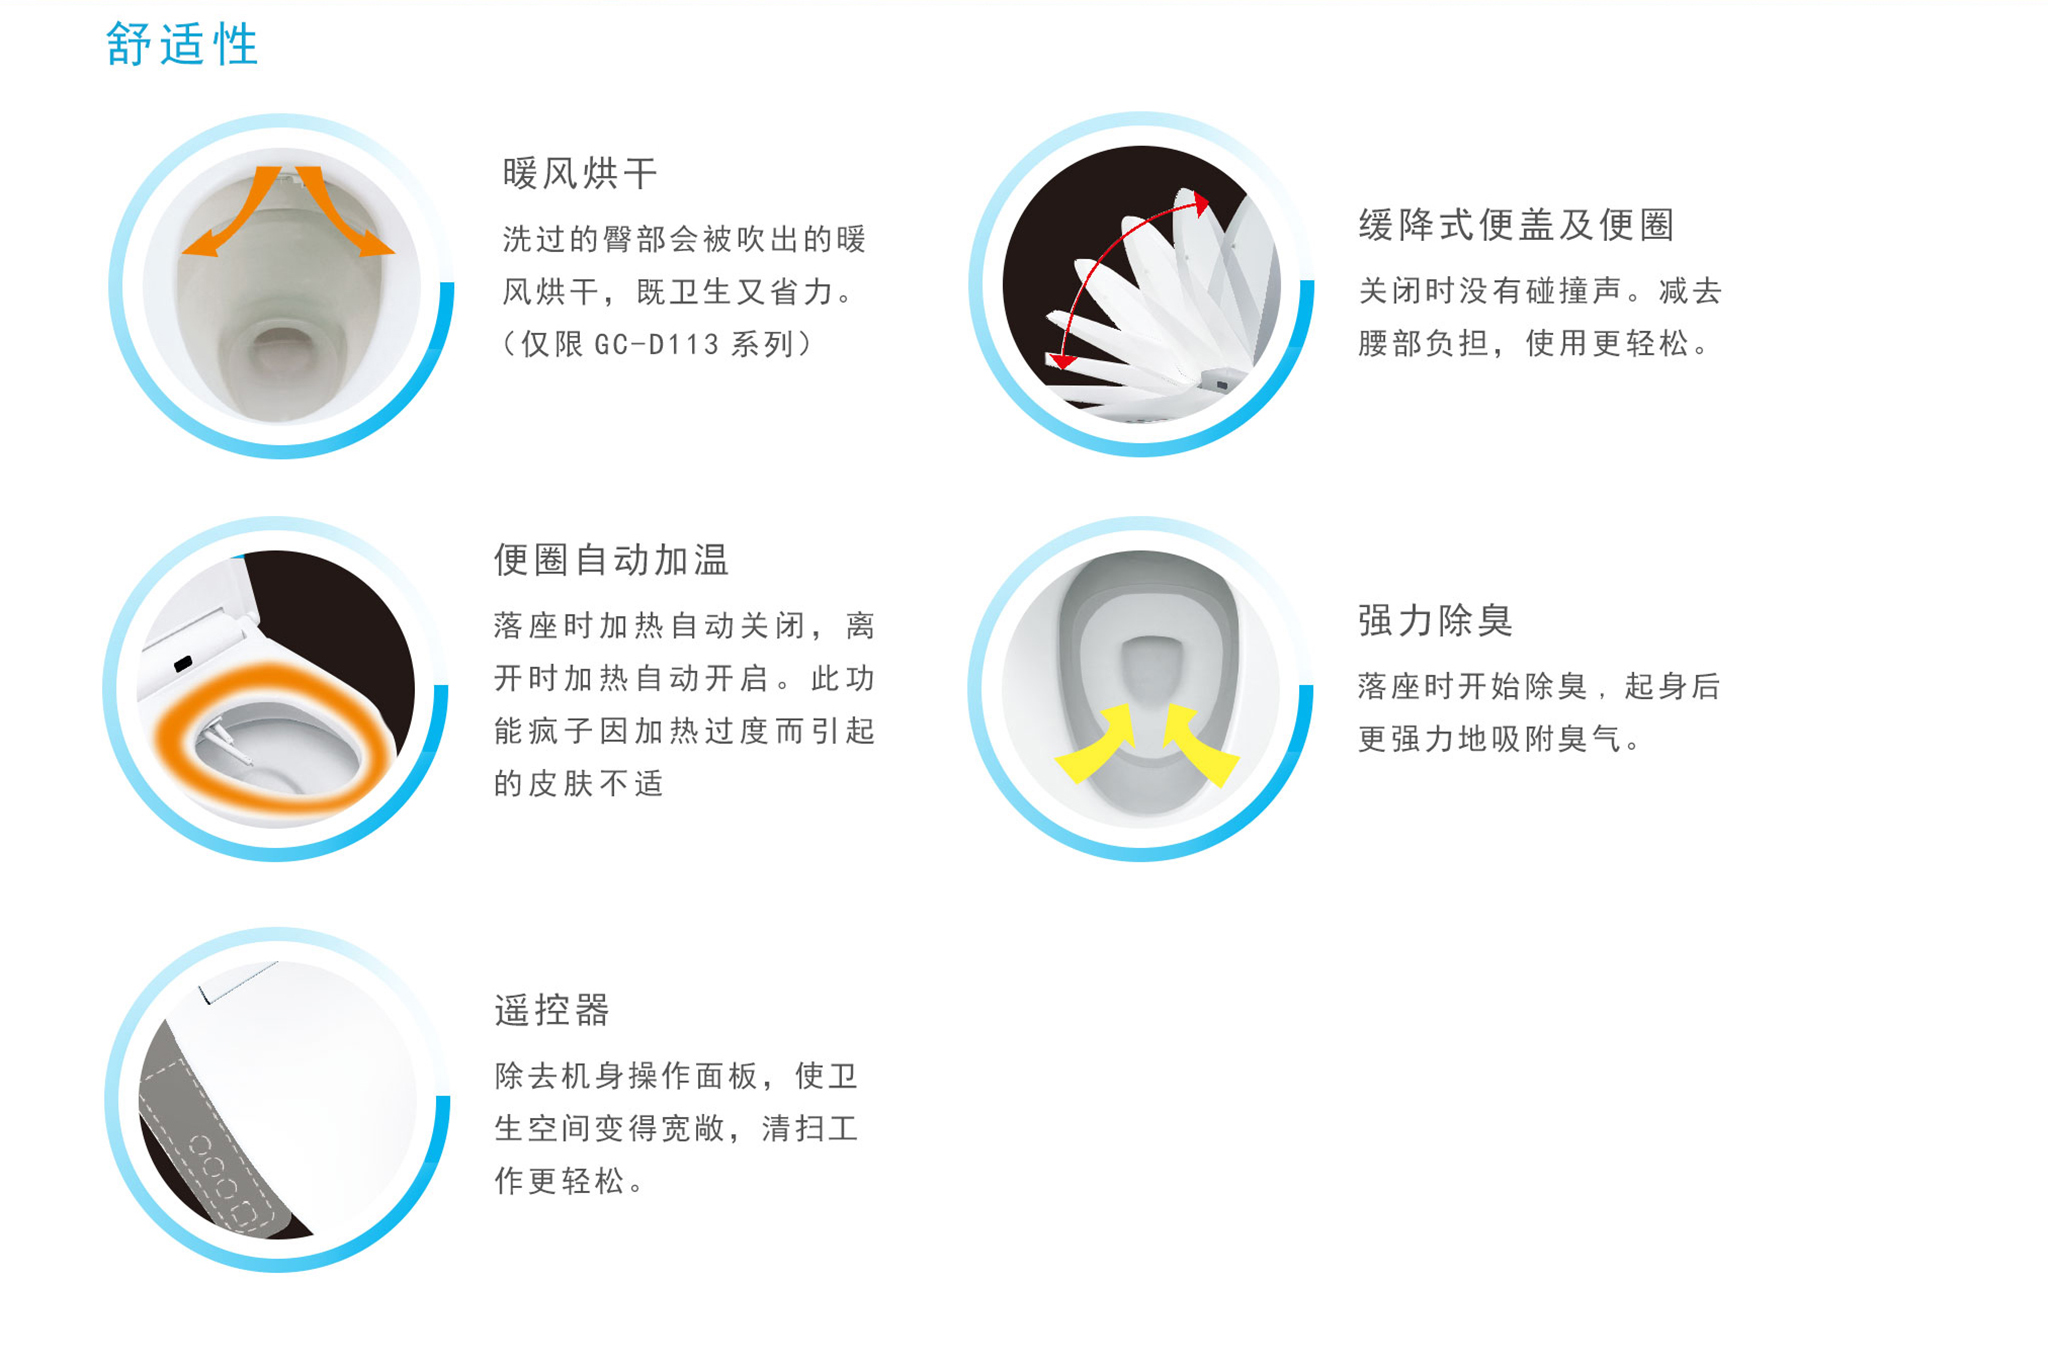 舒适性
暖风烘干
洗过的臀部会被吹出的暖
风烘干，既卫生又省力。
（仅限 GC-D113 系列）
缓降式便盖及便圈
关闭时没有碰撞声。减去
腰部负担，使用更轻松。
便圈自动加温
落座时加热自动关闭，离
开时加热自动开启。此功
能疯子因加热过度而引起
的皮肤不适
强力除臭
落座时开始除臭，起身后
更强力地吸附臭气。
遥控器
除去机身操作面板，使卫
生空间变得宽敞，清扫工
作更轻松。